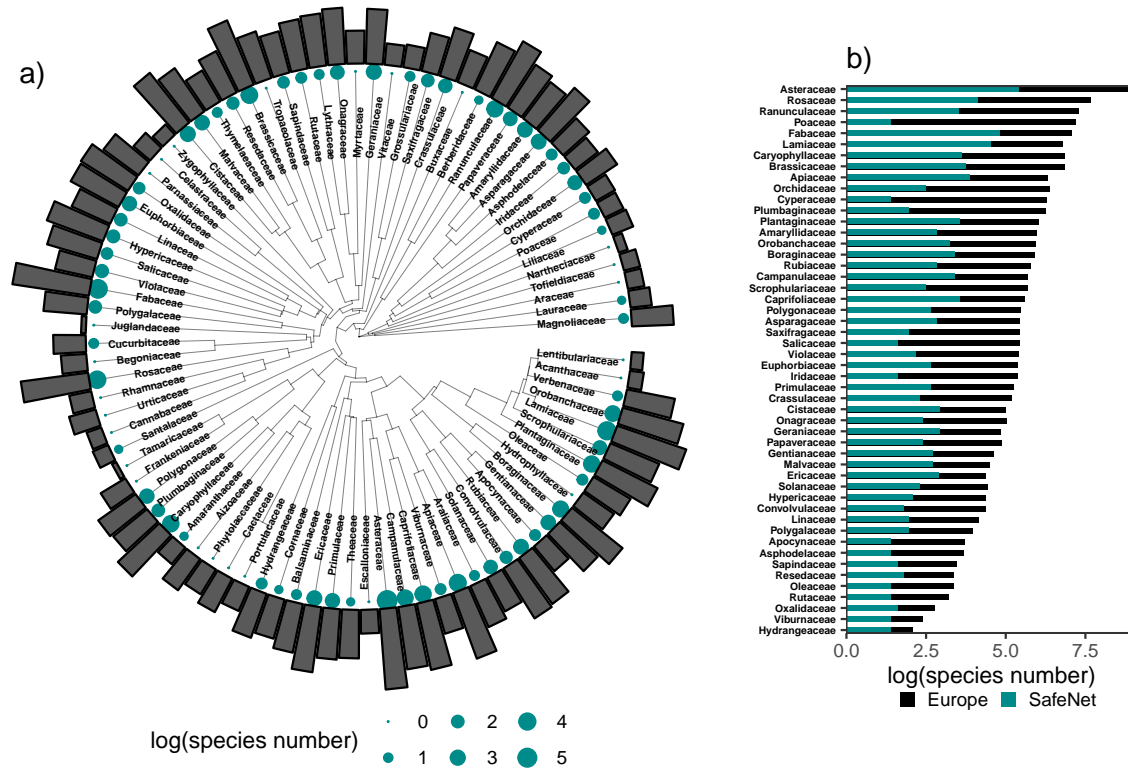 a)
Magnoliaceae
Lauraceae
Araceae
Tofieldiaceae
Nartheciaceae
Liliaceae
Poaceae
Cyperaceae
Orchidaceae
Iridaceae
Asphodelaceae
Asparagaceae
Amaryllidaceae
Papaveraceae
Ranunculaceae
Berberidaceae
Buxaceae
Crassulaceae
Saxifragaceae
Grossulariaceae
Vitaceae
Geraniaceae
Myrtaceae
Onagraceae
Lythraceae
Rutaceae
Sapindaceae
Tropaeolaceae
Brassicaceae
Resedaceae
Thymelaeaceae
Cistaceae
Malvaceae
Zygophyllaceae
Celastraceae
Parnassiaceae
Oxalidaceae
Euphorbiaceae
Linaceae
Hypericaceae
Salicaceae
Violaceae
Fabaceae
Polygalaceae
Juglandaceae
Cucurbitaceae
Begoniaceae
Rosaceae
Rhamnaceae
Urticaceae
Cannabaceae
Santalaceae
Tamaricaceae
Frankeniaceae
Polygonaceae
Plumbaginaceae
Caryophyllaceae
Amaranthaceae
Aizoaceae
Phytolaccaceae
Cactaceae
Portulacaceae
Hydrangeaceae
Cornaceae
Balsaminaceae
Ericaceae
Primulaceae
Theaceae
Escalloniaceae
Asteraceae
Campanulaceae
Caprifoliaceae
Viburnaceae
Apiaceae
Araliaceae
Solanaceae
Convolvulaceae
Rubiaceae
Apocynaceae
Gentianaceae
Boraginaceae
Hydrophyllaceae
Oleaceae
Plantaginaceae
Scrophulariaceae
Lamiaceae
Orobanchaceae
Verbenaceae
Acanthaceae
Lentibulariaceae
log(species number)
0 2 4
1 3 5
b)
Asteraceae
Rosaceae
Ranunculaceae
Poaceae
Fabaceae
Lamiaceae
Caryophyllaceae
Brassicaceae
Apiaceae
Orchidaceae
Cyperaceae
Plumbaginaceae
Plantaginaceae
Amaryllidaceae
Orobanchaceae
Boraginaceae
Rubiaceae
Campanulaceae
Scrophulariaceae
Caprifoliaceae
Polygonaceae
Asparagaceae
Saxifragaceae
Salicaceae
Violaceae
Euphorbiaceae
Iridaceae
Primulaceae
Crassulaceae
Cistaceae
Onagraceae
Geraniaceae
Papaveraceae
Gentianaceae
Malvaceae
Ericaceae
Solanaceae
Hypericaceae
Convolvulaceae
Linaceae
Polygalaceae
Apocynaceae
Asphodelaceae
Sapindaceae
Resedaceae
Oleaceae
Rutaceae
Oxalidaceae
Viburnaceae
Hydrangeaceae
0.0 2.5 5.0 7.5
log(species number)
Europe SafeNet